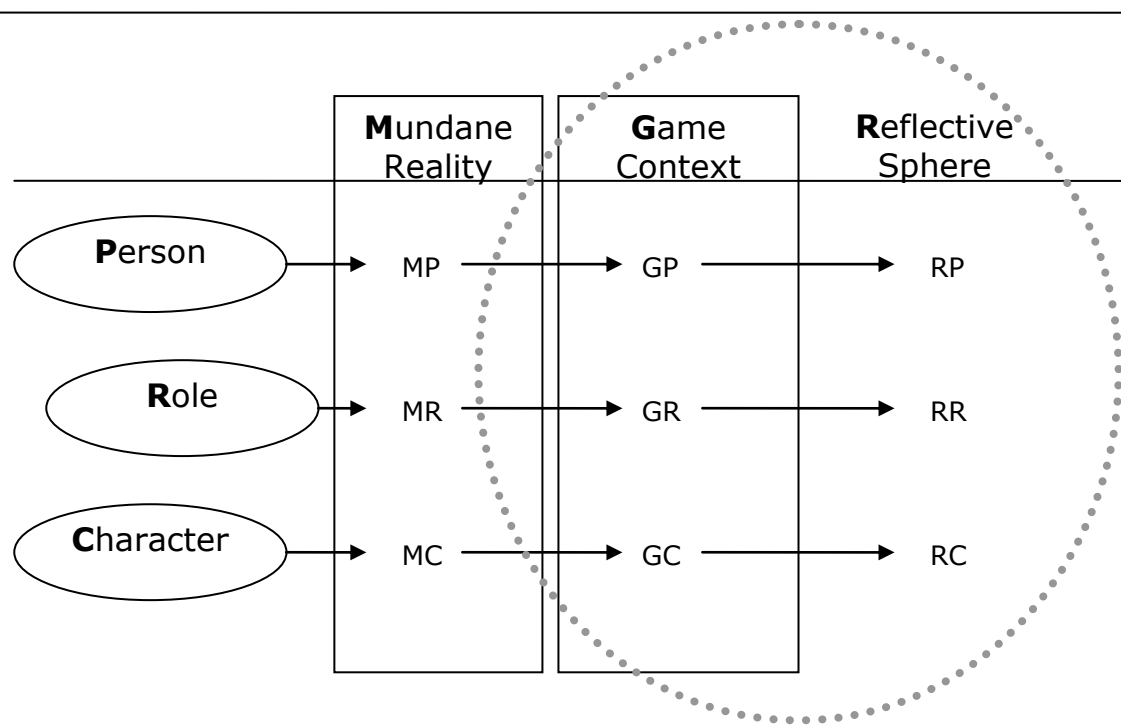 Mundane
Reality
Game
Context
Reflective
Sphere
Person
MP
GP
RP
Role
MR
GR
RR
Character
MC
GC
RC